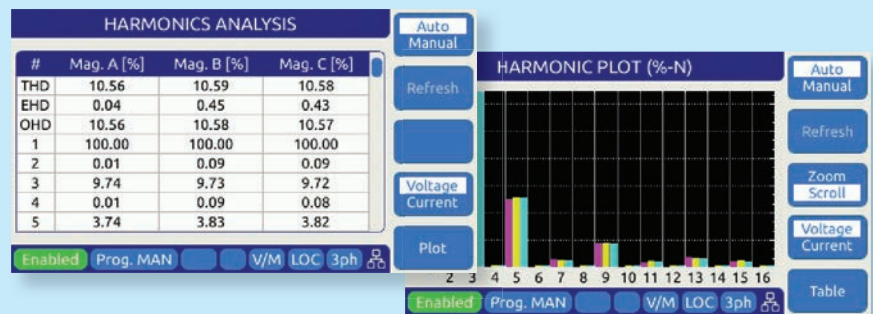 HARMONICS ANALYSIS
# Mag. A [%] Mag. B [%] Mag. C [%]
THD 10.56 10.59 10.58
EHD 0.04 0.45 0.43
OHD 10.56 10.58 10.57
1 100.00 100.00 100.00
2 0.01 0.09 0.09
3 9.74 9.73 9.72
4 0.01 0.09 0.08
5 3.74 3.83 3.82
Auto
Manual
Refresh
Voltage
Current
Plot
Enabled Prog. MAN V/M LOC 3ph
HARMONIC PLOT (%-N)
2 3 4 5 6 7 8 9 10 11 12 13 14 15 16
Auto
Manual
Refresh
Zoom
Scroll
Voltage
Current
Table
Enabled Prog. MAN V/M LOC 3ph